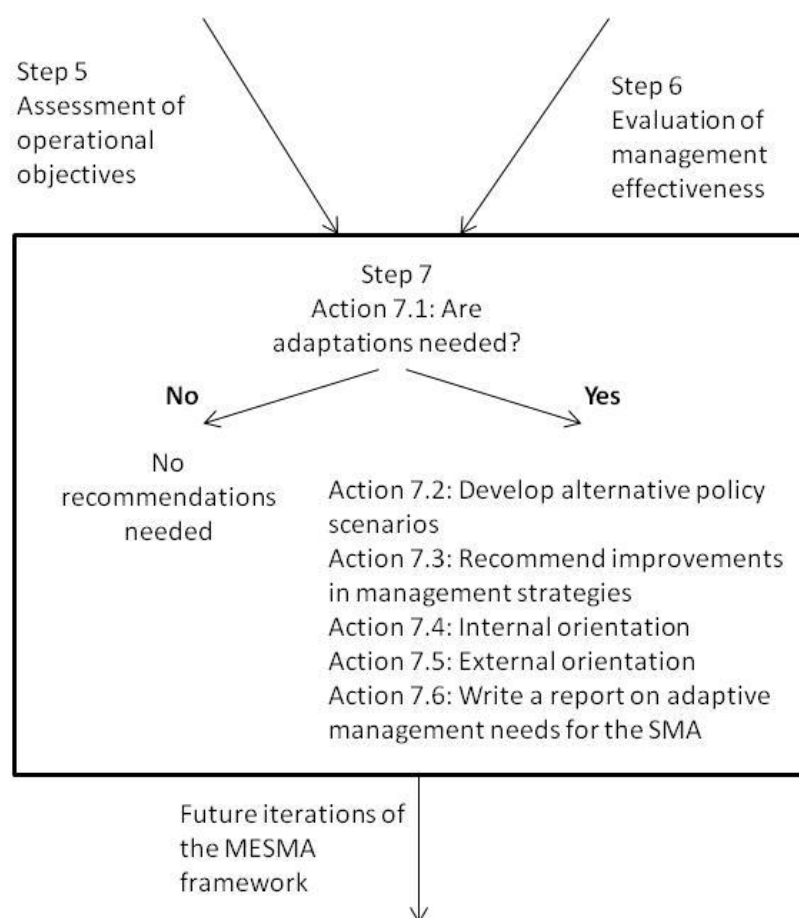 Step 5
Assessment of
operational
objectives
Step 6
Evaluation of
management
effectiveness
Step 7
Action 7.1: Are
adaptations needed?
No
Yes
No
recommendations
needed
Action 7.2: Develop alternative policy
scenarios
Action 7.3: Recommend improvements
in management strategies
Action 7.4: Internal orientation
Action 7.5: External orientation
Action 7.6: Write a report on adaptive
management needs for the SMA
Future iterations of
the MESMA
framework